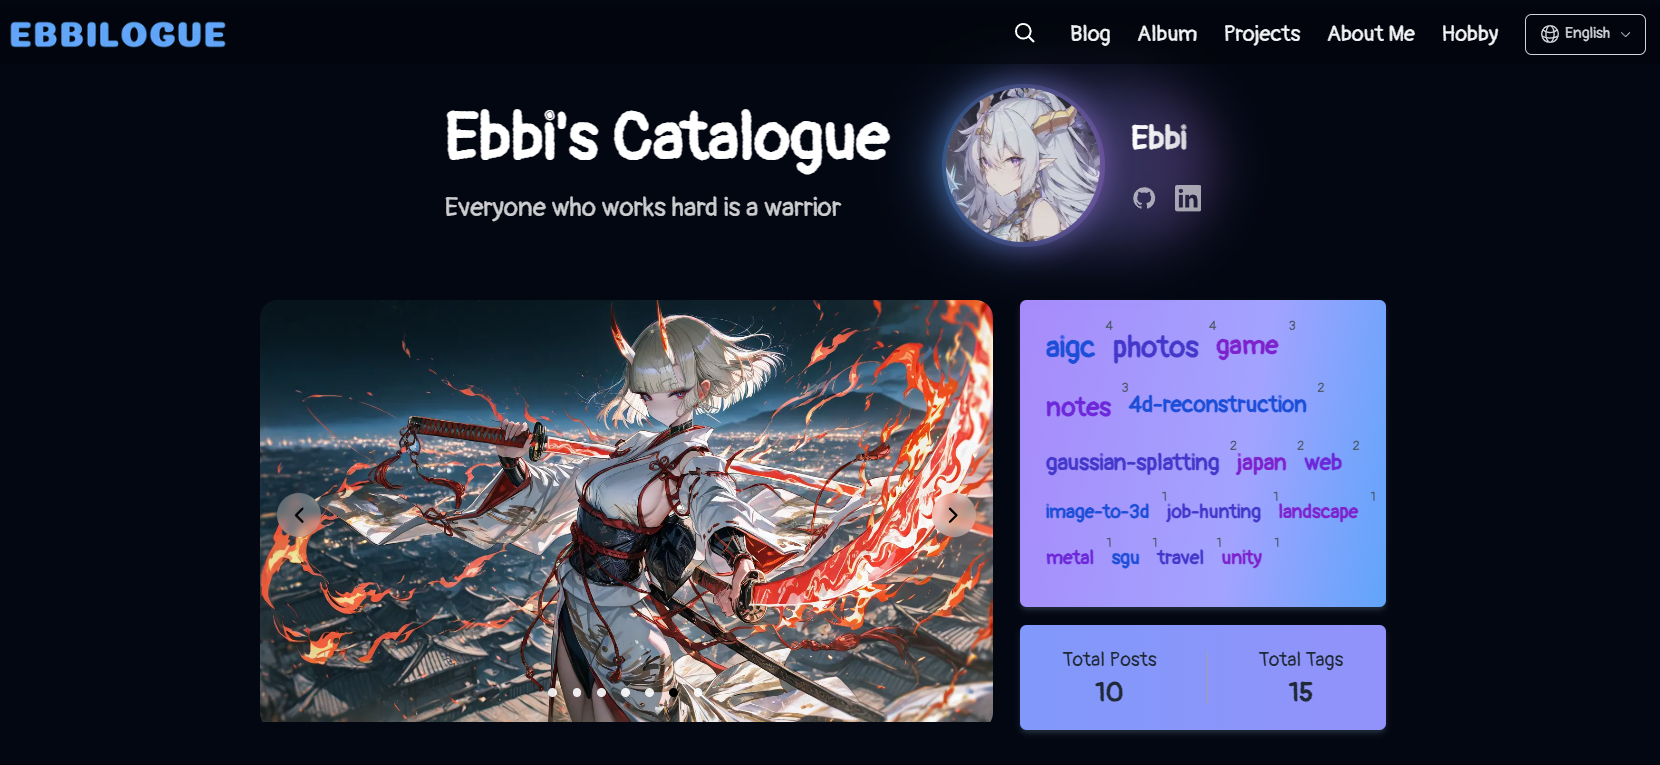 EBBILOGUE
Blog Album Projects About Me Hobby English
Ebbi's Catalogue
Everyone who works hard is a warrior
Ebbi
in
aigc 4 photos 4 game 3
notes 3 4d-reconstruction 2
gaussian-splatting 2 japan 2 web 2
image-to-3d 1 job-hunting 1 landscape 1
metal 1 sgu 1 travel 1 unity 1
Total Posts
10
Total Tags
15